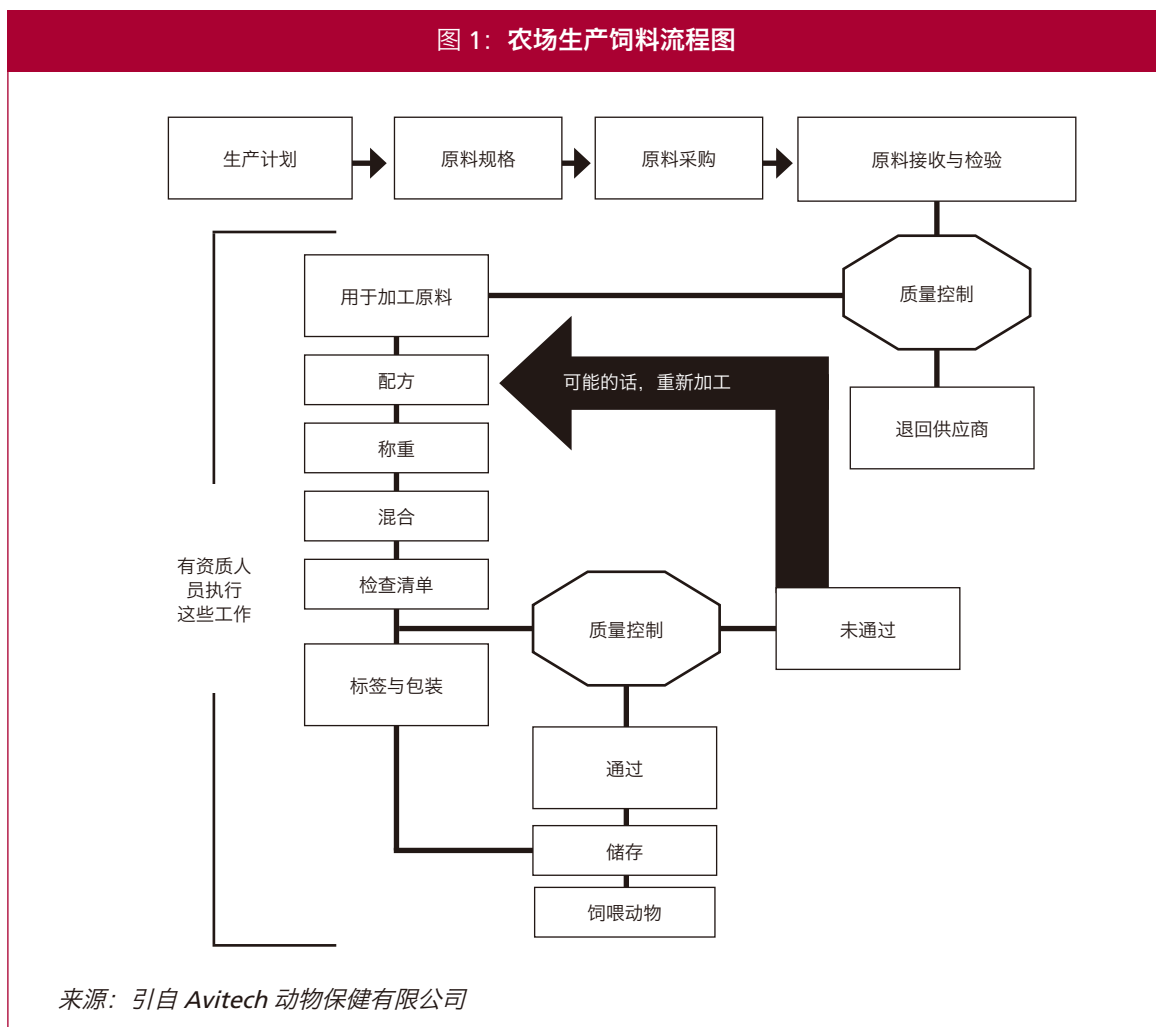 图 1：农场生产饲料流程图
生产计划
原料规格
原料采购
原料接收与检验
用于加工原料
质量控制
配方
可能的话，重新加工
退回供应商
称重
混合
有资质人
员执行
这些工作
检查清单
质量控制
未通过
标签与包装
通过
储存
饲喂动物
来源：引自 Avitech 动物保健有限公司